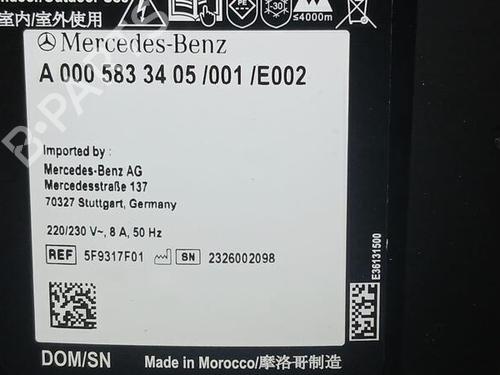 室内/室外使用
≤4000m
Mercedes-Benz
A 000 583 34 05 /001 /E002
Imported by:
Mercedes-Benz AG
Mercedesstraße 137
70327 Stuttgart, Germany
220/230 V~, 8 A, 50 Hz
REF 5F9317F01 SN 2326002098
E36131500
DOM/SN
Made in Morocco/摩洛哥制造
B-PARTS